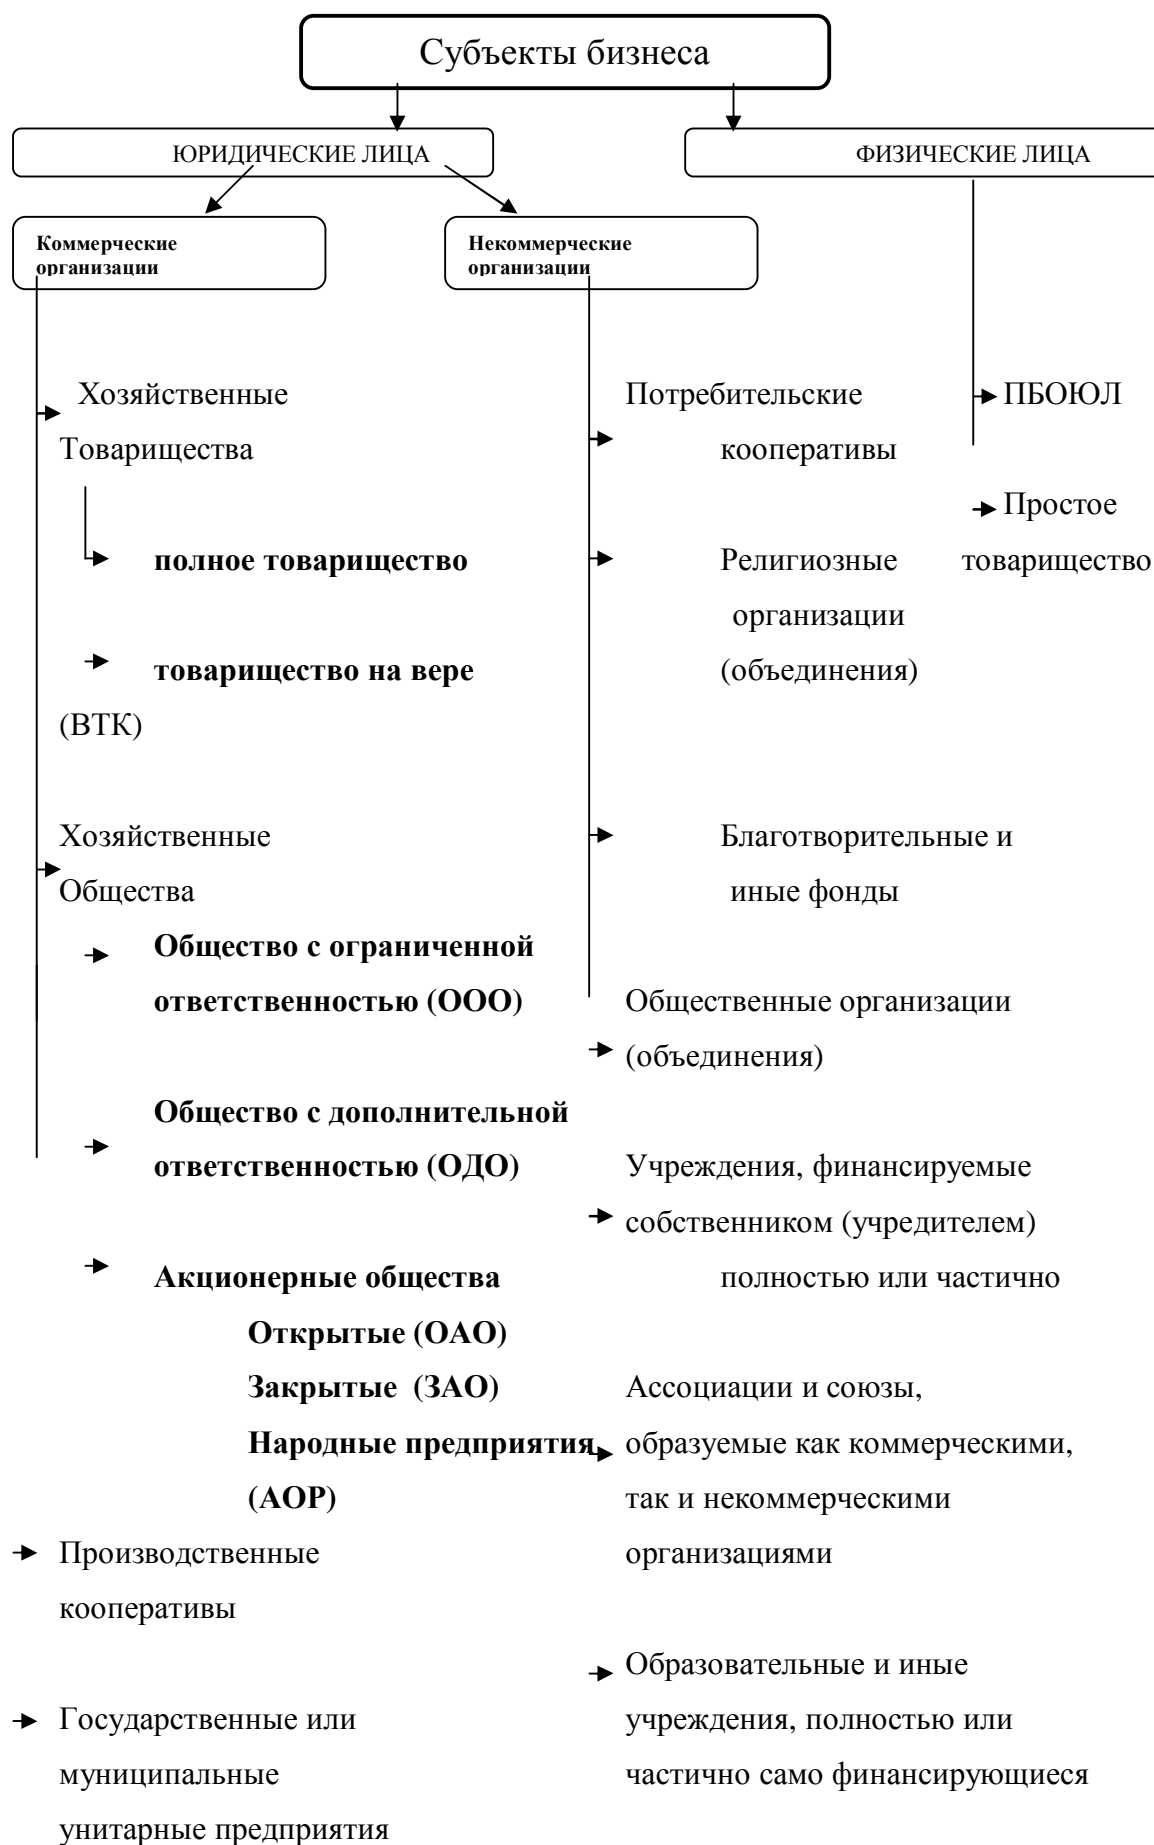 Субъекты бизнеса
ЮРИДИЧЕСКИЕ ЛИЦА
ФИЗИЧЕСКИЕ ЛИЦА
Коммерческие
организации
Некоммерческие
организации
Хозяйственные
Товарищества
полное товарищество
товарищество на вере
(ВТК)
Хозяйственные
Общества
Общество с ограниченной
ответственностью (ООО)
Общество с дополнительной
ответственностью (ОДО)
Акционерные общества
Открытые (ОАО)
Закрытые (ЗАО)
Народные предприятия
(АОР)
Производственные
кооперативы
Государственные или
муниципальные
унитарные предприятия
Потребительские
кооперативы
Религиозные
организации
(объединения)
Благотворительные и
иные фонды
Общественные организации
(объединения)
Учреждения, финансируемые
собственником (учредителем)
полностью или частично
Ассоциации и союзы,
образуемые как коммерческими,
так и некоммерческими
организациями
Образовательные и иные
учреждения, полностью или
частично само финансирующиеся
ПБОЮЛ
Простое
товарищество